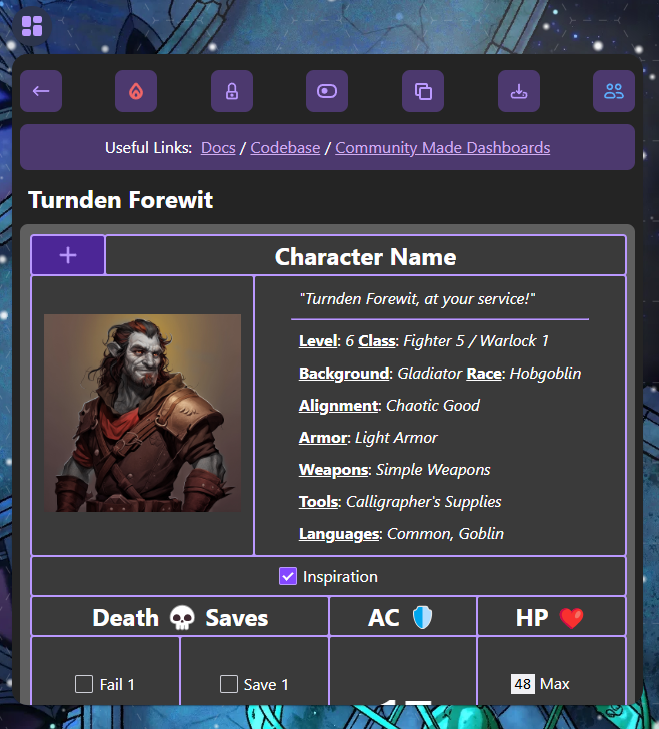 Useful Links: Docs / Codebase / Community Made Dashboards
Turnden Forewit
Character Name
"Turnden Forewit, at your service!"
Level: 6 Class: Fighter 5 / Warlock 1
Background: Gladiator Race: Hobgoblin
Alignment: Chaotic Good
Armor: Light Armor
Weapons: Simple Weapons
Tools: Calligrapher's Supplies
Languages: Common, Goblin
Inspiration
Death 💀 Saves AC 🛡️ HP ❤️
Fail 1 Save 1 48 Max